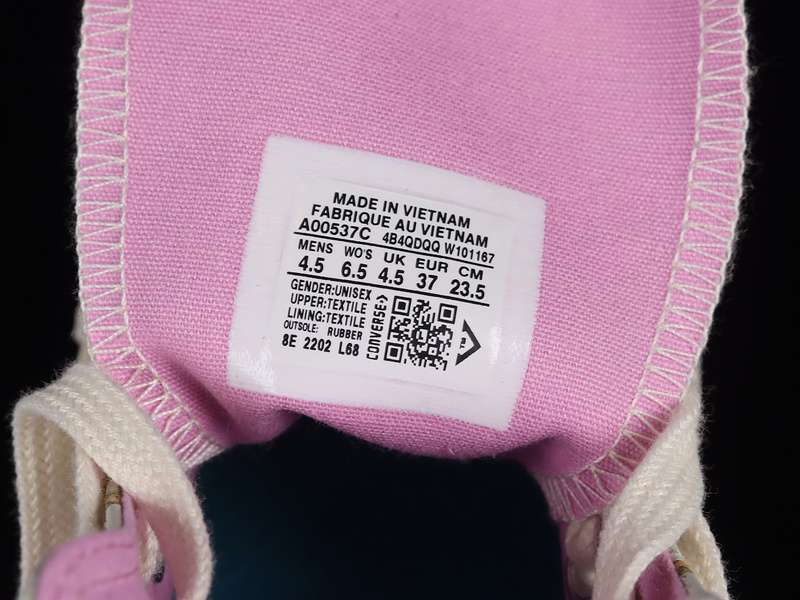 MADE IN VIETNAM
FABRIQUE AU VIETNAM
A00537C 4B4QDQQ W101167
MENS WO'S UK EUR CM
4.5 6.5 4.5 37 23.5
GENDER:UNISEX
UPPER:TEXTILE
LINING:TEXTILE
OUTSOLE: RUBBER
8E 2202 L68
CONVERSE